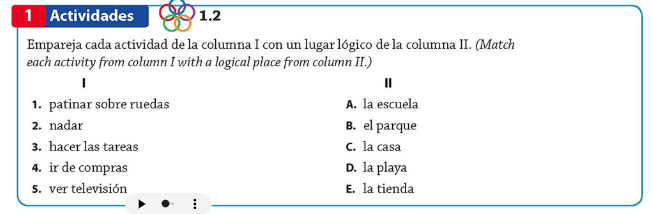 1 Actividades 1.2
Empareja cada actividad de la columna I con un lugar lógico de la columna II. (Match
each activity from column I with a logical place from column II.)
I II
1. patinar sobre ruedas A. la escuela
2. nadar B. el parque
3. hacer las tareas C. la casa
4. ir de compras D. la playa
5. ver televisión E. la tienda